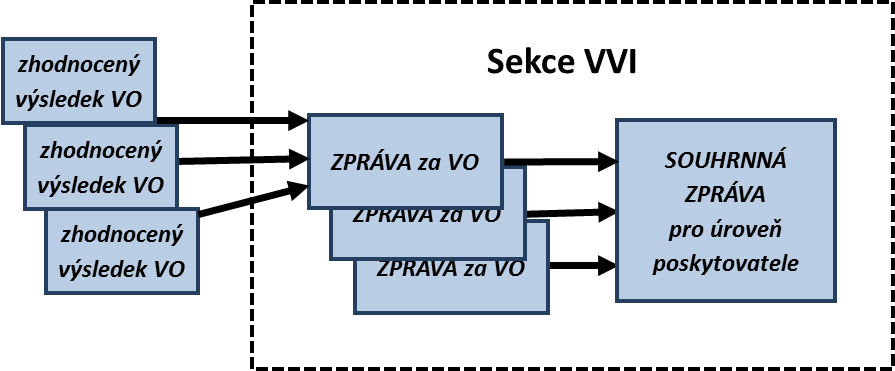 Sekce VVI
zhodnocený
výsledek VO
zhodnocený
výsledek VO
zhodnocený
výsledek VO
ZPRÁVA za VO
ZPRÁVA za VO
ZPRÁVA za VO
SOUHRNNÁ
ZPRÁVA
pro úroveň
poskytovatele